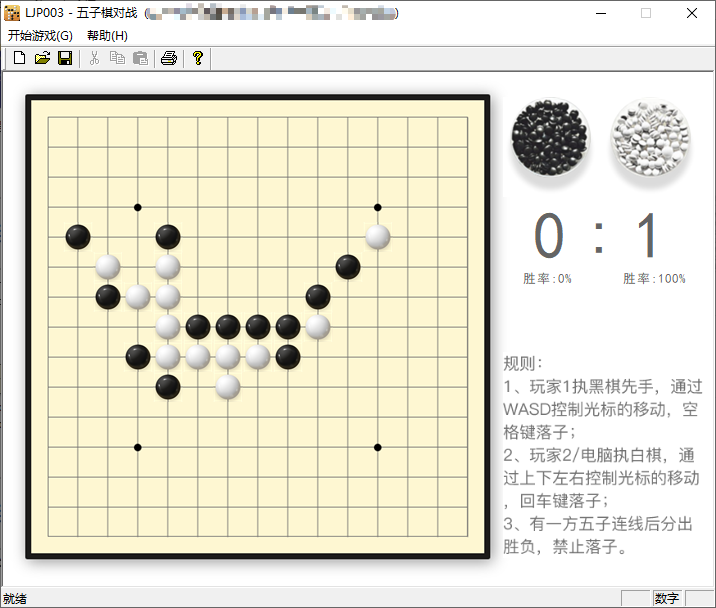 LJP003 - 五子棋对战 (
)
开始游戏(G) 帮助(H)
0 : 1
胜率:0% 胜率:100%
规则：
1、玩家1执黑棋先手，通过
WASD控制光标的移动，空
格键落子；
2、玩家2/电脑执白棋，通
过上下左右控制光标的移动
，回车键落子；
3、有一方五子连线后分出
胜负，禁止落子。
就绪 数字